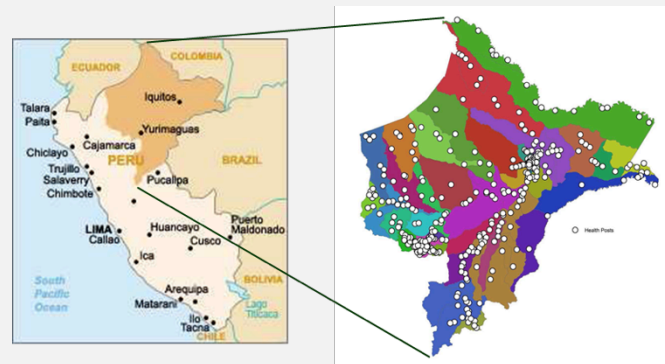 COLOMBIA
ECUADOR
Iquitos
Talara
Paita
Yurimaguas
Cajamarca
Chiclayo
PERU
BRAZIL
Trujillo
Salaverry
Pucallpa
Chimbote
LIMA
Callao
Huancayo
Puerto
Maldonado
Cusco
Ica
South
Pacific
Ocean
BOLIVIA
Arequipa
Matarani
Lago
Titicaca
Ilo
Tacna
CHILE
Health Posts